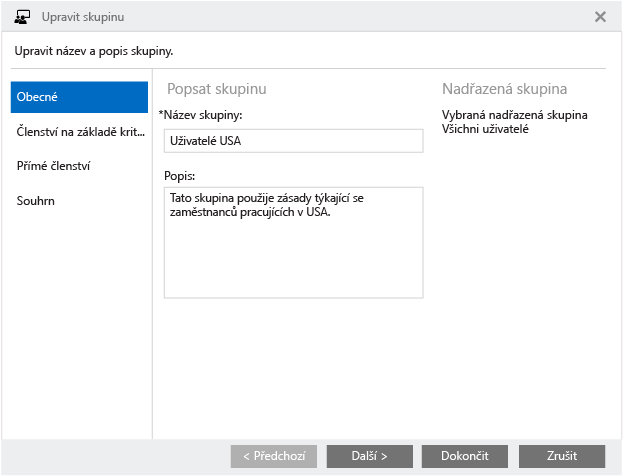 Upravit skupinu
Upravit název a popis skupiny.
Obecné
Členství na základě krit...
Přímé členství
Souhrn
Popsat skupinu
*Název skupiny:
Uživatelé USA
Popis:
Tato skupina použije zásady týkající se
zaměstnanců pracujících v USA.
Nadřazená skupina
Vybraná nadřazená skupina
Všichni uživatelé
< Předchozí
Další >
Dokončit
Zrušit